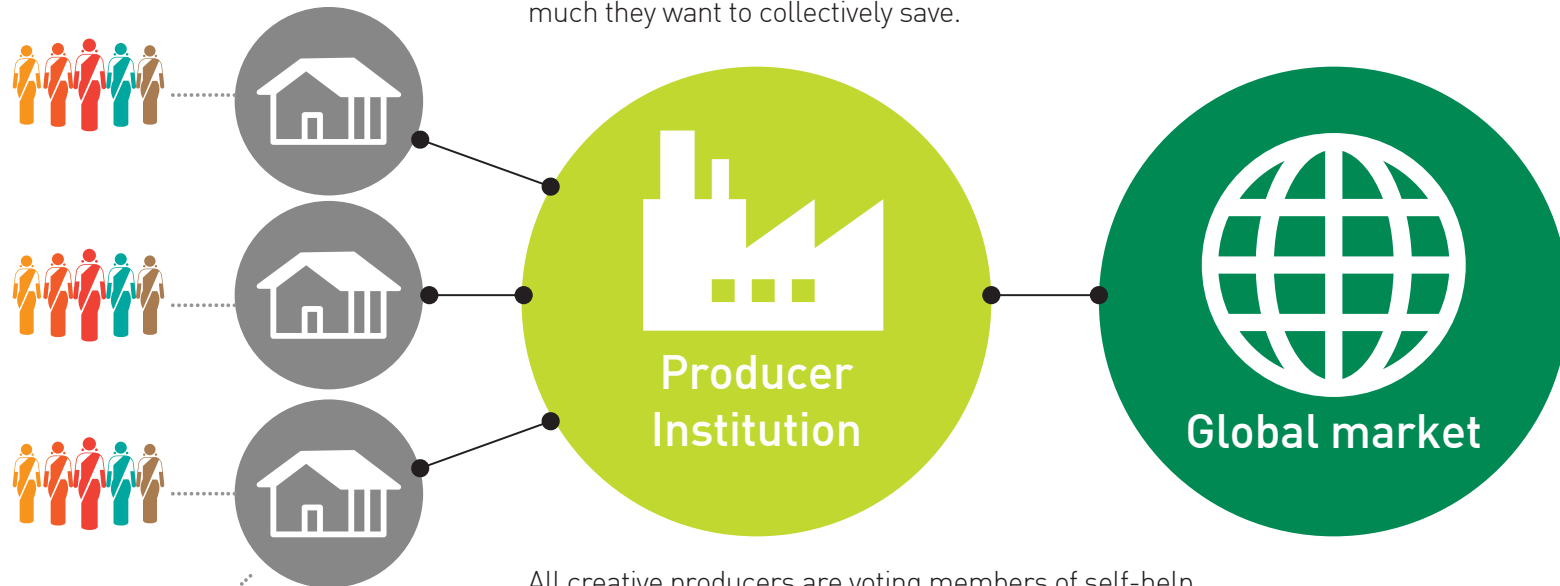 much they want to collectively save.
Producer
Institution
Global market
All creative producers are voting members of self-help